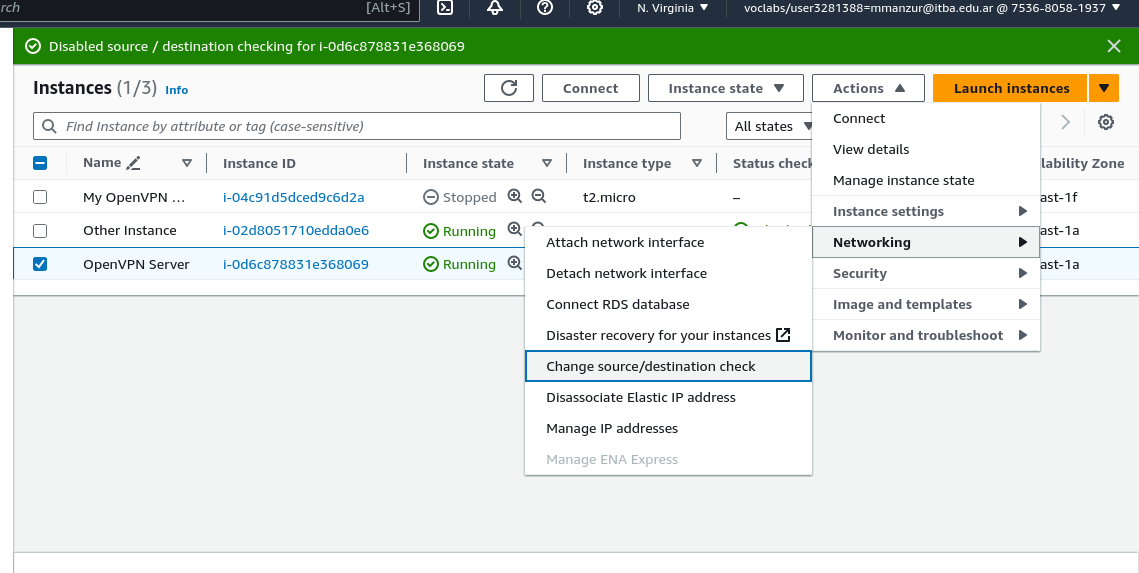 rch [Alt+S] N. Virginia voclabs/user3281388=mmanzur@itba.edu.ar @ 7536-8058-1937
Disabled source / destination checking for i-0d6c878831e368069
Instances (1/3) Info Connect Instance state Actions Launch instances
Find Instance by attribute or tag (case-sensitive) All states
Connect
View details
Manage instance state
Instance settings
Networking
Security
Image and templates
Monitor and troubleshoot
Name Instance ID Instance state Instance type Status check lability Zone
My OpenVPN ... i-04c91d5dced9c6d2a Stopped t2.micro – ast-1f
Other Instance i-02d8051710edda0e6 Running ast-1a
OpenVPN Server i-0d6c878831e368069 Running ast-1a
Attach network interface
Detach network interface
Connect RDS database
Disaster recovery for your instances
Change source/destination check
Disassociate Elastic IP address
Manage IP addresses
Manage ENA Express